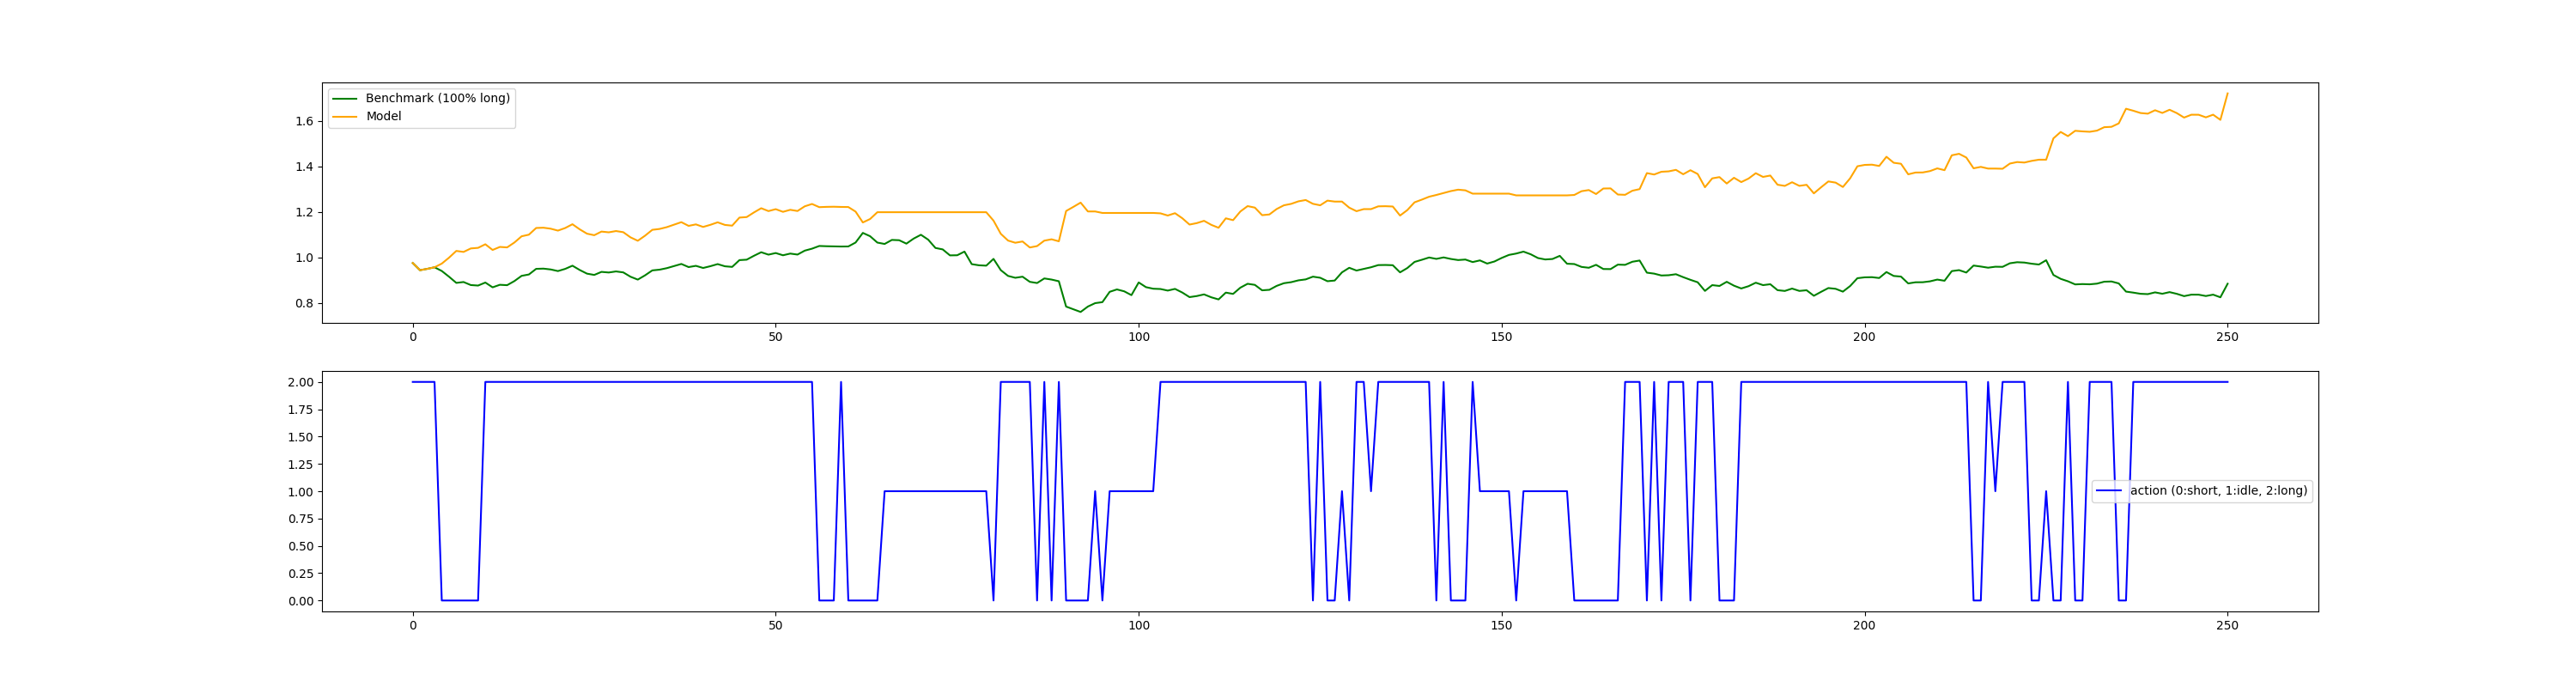 Benchmark (100% long)
Model
1.6
1.4
1.2
1.0
0.8
0 50 100 150 200 250
2.00
1.75
1.50
1.25
1.00
0.75
0.50
0.25
0.00
action (0:short, 1:idle, 2:long)
0 50 100 150 200 250